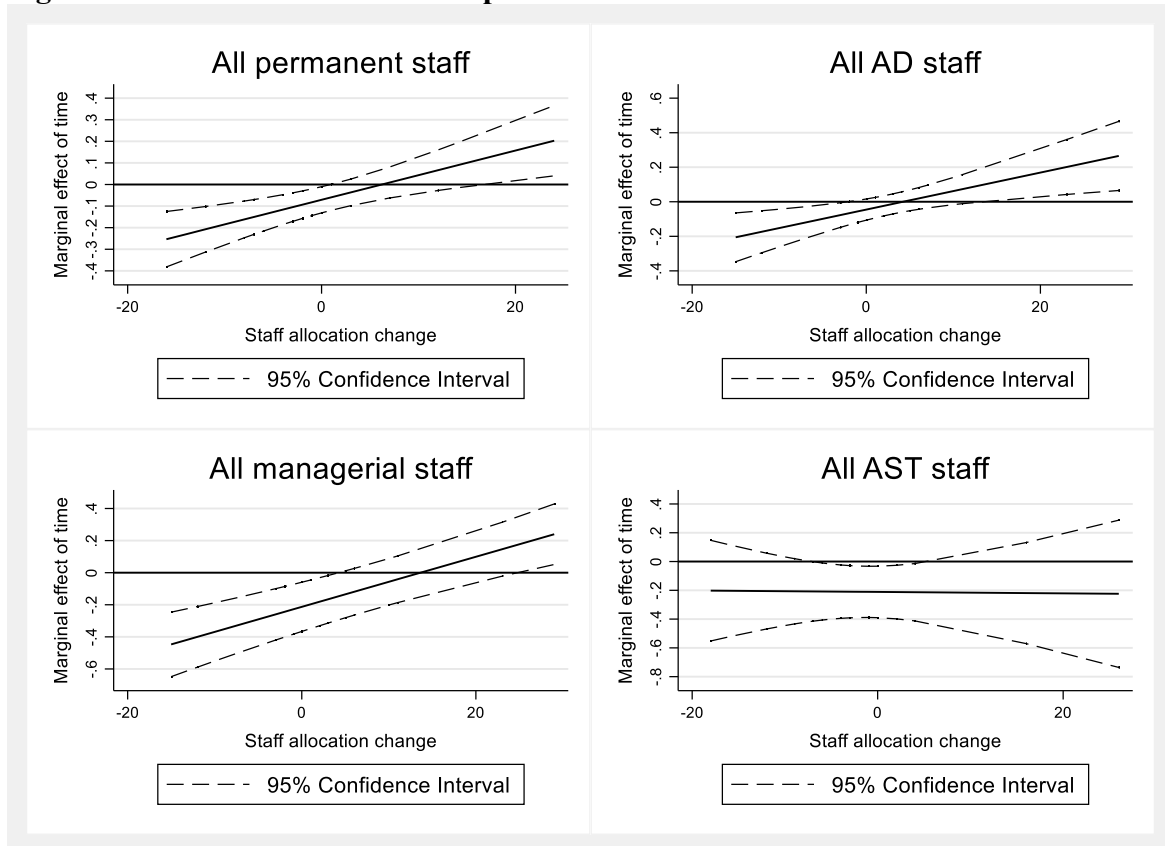 All permanent staff
Marginal effect of time
-.4 -.3 -.2 -.1 0 .1 .2 .3 .4
-20 0 20
Staff allocation change
95% Confidence Interval
All AD staff
Marginal effect of time
-.4 -.2 0 .2 .4 .6
-20 0 20
Staff allocation change
95% Confidence Interval
All managerial staff
Marginal effect of time
-.6 -.4 -.2 0 .2 .4
-20 0 20
Staff allocation change
95% Confidence Interval
All AST staff
Marginal effect of time
-.8 -.6 -.4 -.2 0 .2 .4
-20 0 20
Staff allocation change
95% Confidence Interval